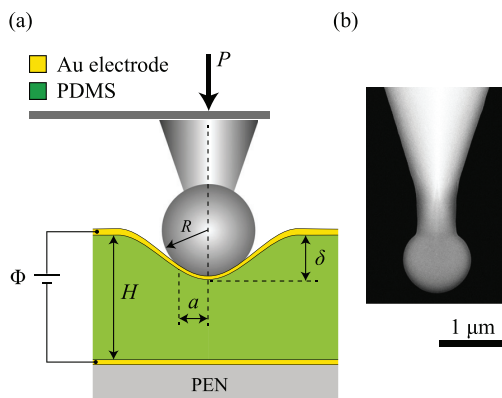 (a)
(b)
P
Au electrode
PDMS
R
Φ
H
a
δ
PEN
1 μm